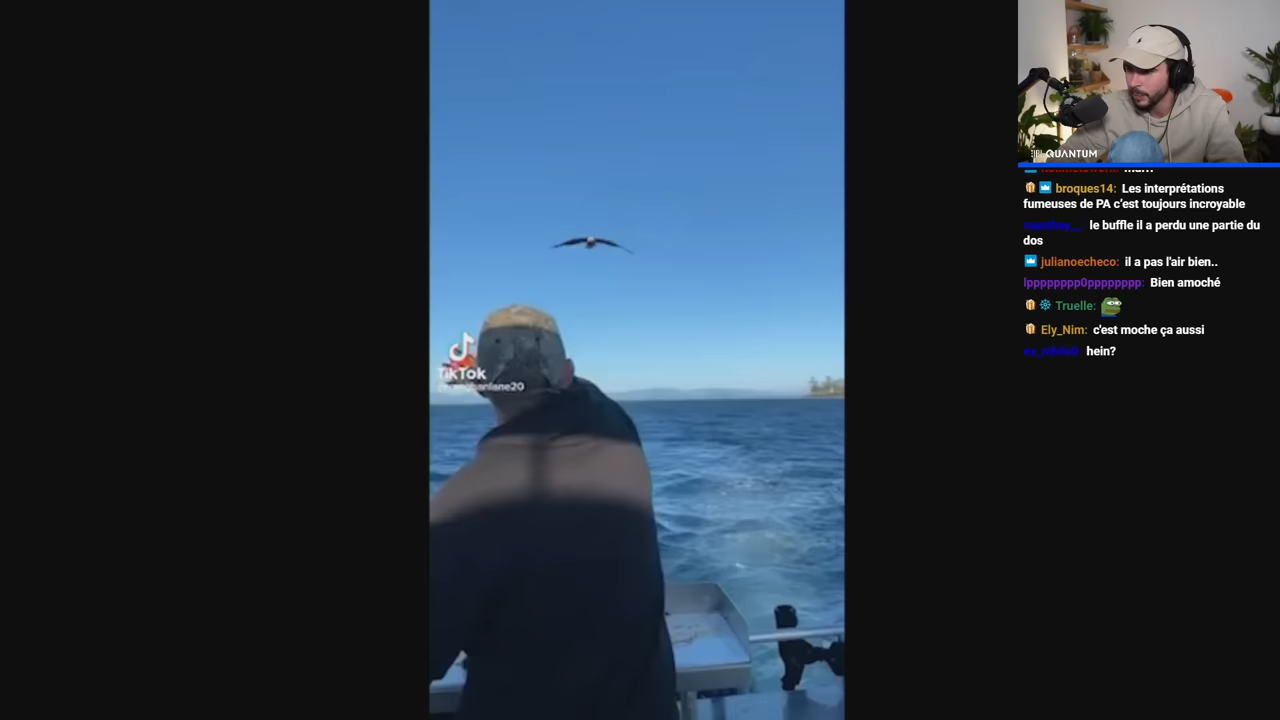 QUANTUM
broques14: Les interprétations
fumeuses de PA c'est toujours incroyable
le buffle il a perdu une partie du
dos
julianoecheco: il a pas l'air bien..
Bien amoché
Truelle:
Ely_Nim: c'est moche ça aussi
hein?
TikTok